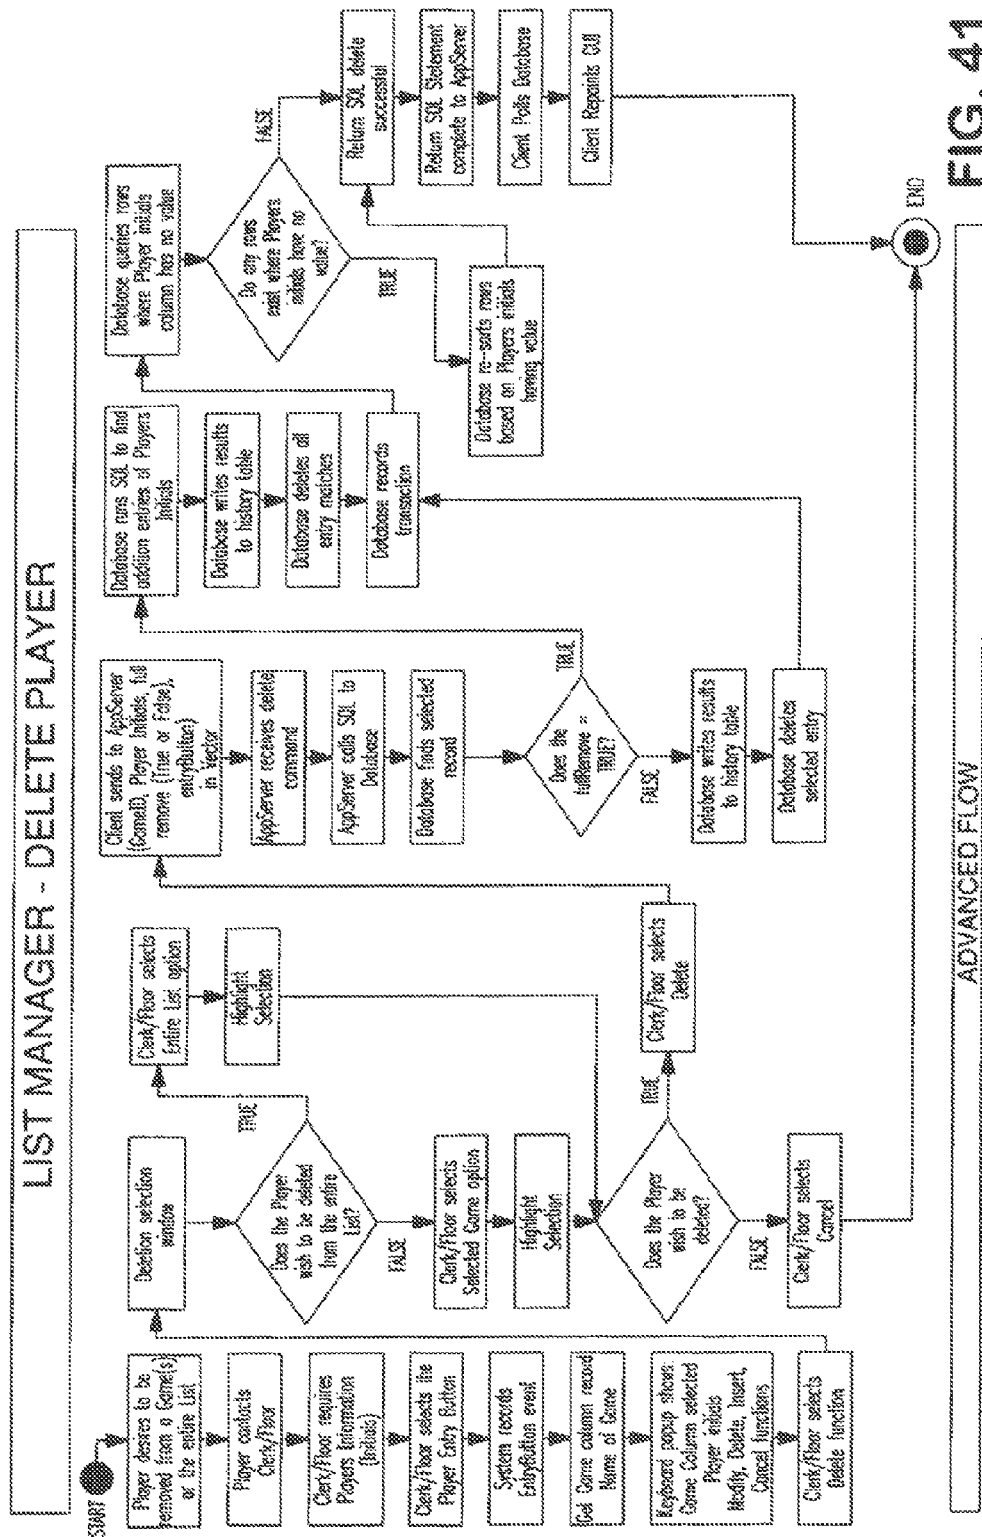 LIST MANAGER - DELETE PLAYER
START
Player desires to be
removed from a Game(s)
or the entire List
Player contacts
Clerk/Floor
Clerk/Floor requires
Players Information
(Initials)
Clerk/Floor selects the
Player Entry Button
System records
EntryButton event
Get Game column record
Name of Game
Keyboard popup shows:
Game Column selected
Player initials
Modify, Delete, Insert,
Cancel functions
Clerk/Floor selects
Delete function
Deletion selection
window
Does the Player
wish to be deleted
from the entire
List?
TRUE
FALSE
Clerk/Floor selects
Entire List option
Highlight
Selection
Clerk/Floor selects
Selected Game option
Highlight
Selection
Does the Player
wish to be
deleted?
TRUE
FALSE
Clerk/Floor selects
Delete
Clerk/Floor selects
Cancel
Client sends to AppServer
(GameID, Player Initials, full
remove (True or False),
entryButton)
in Vector
AppServer receives delete
command
AppServer calls SQL to
Database
Database finds selected
record
Does the
fullRemove =
TRUE?
TRUE
FALSE
Database writes results
to history table
Database deletes
selected entry
Database runs SQL to find
addition entries of Players
Initials
Database writes results
to history table
Database deletes all
entry matches
Database records
transaction
Database queries rows
where Player initials
column has no value
Do any rows
exist where Players
initials have no
value?
FALSE
TRUE
Database re-sorts rows
based on Players initials
having value
Return SQL delete
successful
Return SQL Statement
complete to AppServer
Client Polls Database
Client Repaints GUI
END
ADVANCED FLOW
FIG. 41